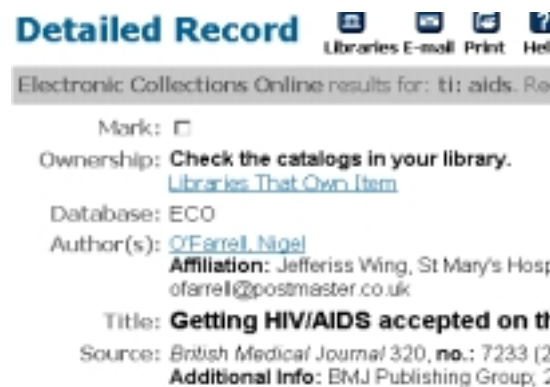 Detailed Record
Libraries E-mail Print Hel
Electronic Collections Online results for: ti: aids. Re
Mark:
Ownership: Check the catalogs in your library.
Libraries That Own Item
Database: ECO
Author(s): O'Farrell, Nigel
Affiliation: Jefferiss Wing, St Mary's Hosp
ofarrell@postmaster.co.uk
Title: Getting HIV/AIDS accepted on th
Source: British Medical Journal 320, no.: 7233 (2
Additional Info: BMJ Publishing Group; 2